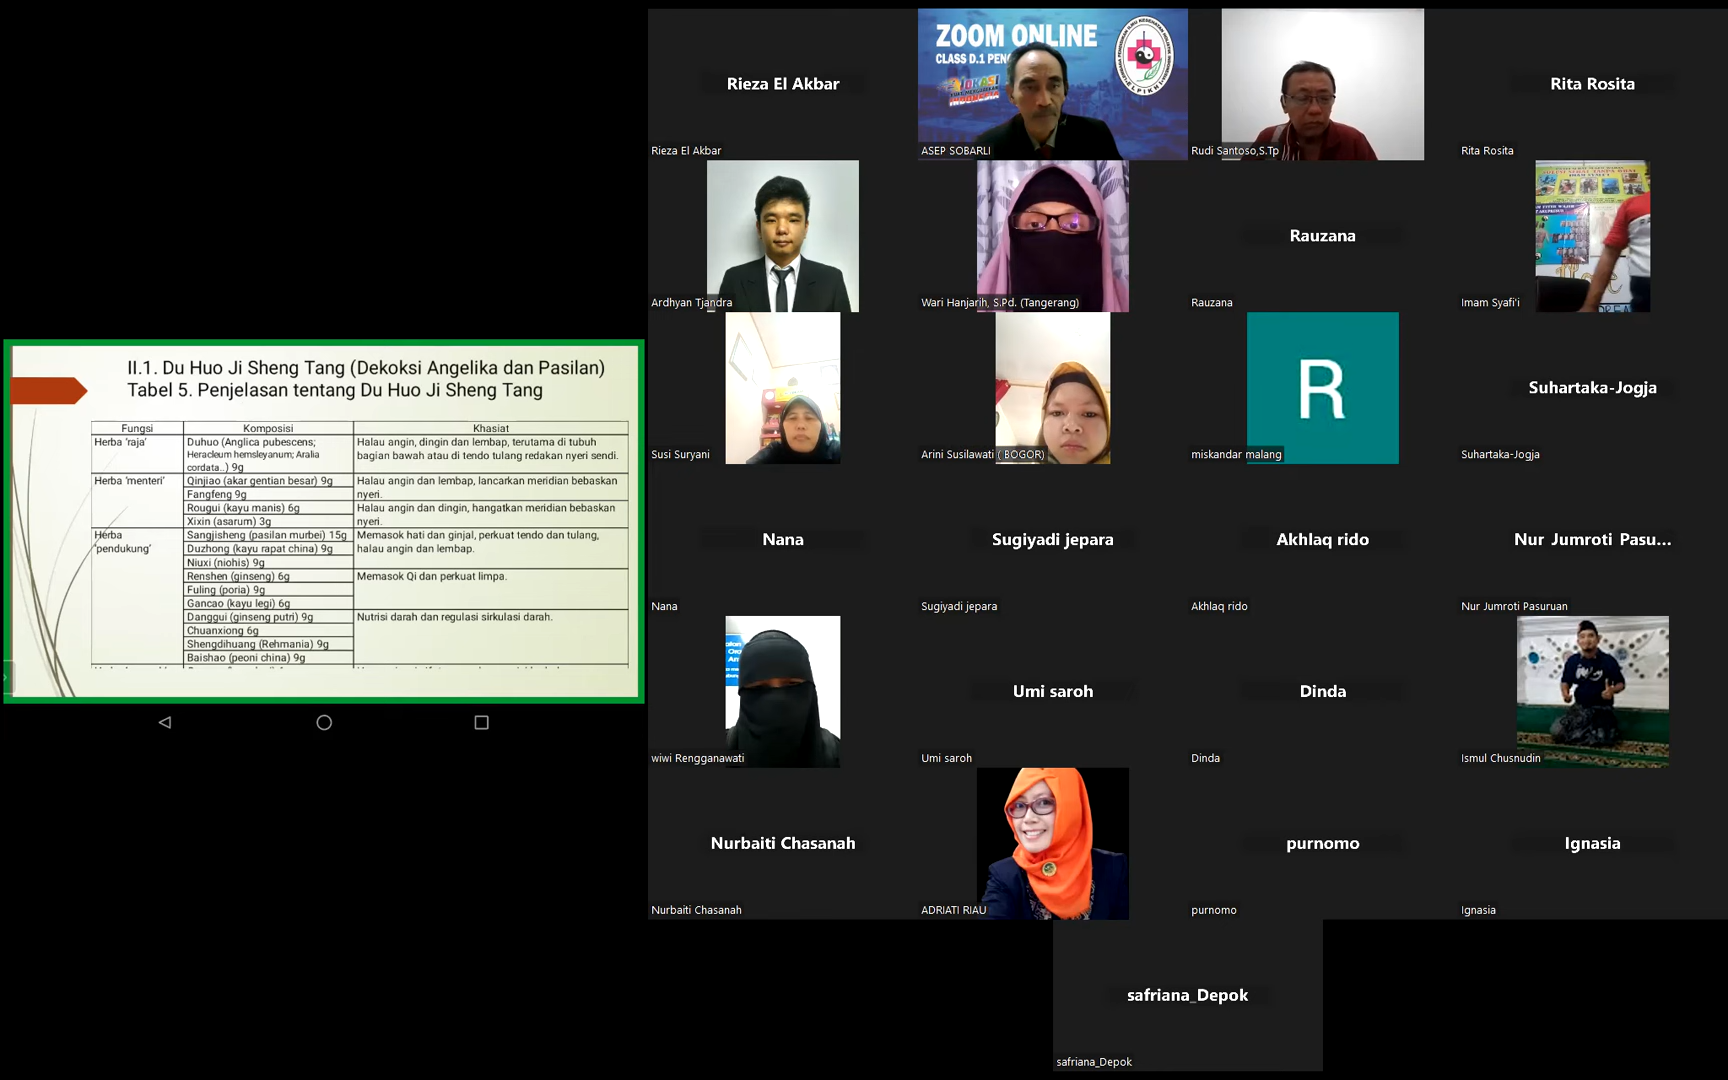 II.1. Du Huo Ji Sheng Tang (Dekoksi Angelika dan Pasilan)
Tabel 5. Penjelasan tentang Du Huo Ji Sheng Tang
Fungsi
Komposisi
Khasiat
Herba 'raja'
Duhuo (Anglica pubescens;
Heracleum hemsleyanum; Aralia
cordata..) 9g
Halau angin, dingin dan lembap, terutama di tubuh
bagian bawah atau di tendo tulang redakan nyeri sendi.
Herba 'menteri'
Qinjiao (akar gentian besar) 9g
Fangfeng 9g
Halau angin dan lembap, lancarkan meridian bebaskan
nyeri.
Rougui (kayu manis) 6g
Xixin (asarum) 3g
Halau angin dan dingin, hangatkan meridian bebaskan
nyeri.
Herba
'pendukung'
Sangjisheng (pasilan murbei) 15g
Duzhong (kayu rapat china) 9g
Niuxi (niohis) 9g
Memasok hati dan ginjal, perkuat tendo dan tulang,
halau angin dan lembap.
Renshen (ginseng) 6g
Fuling (poria) 9g
Gancao (kayu legi) 6g
Memasok Qi dan perkuat limpa.
Danggui (ginseng putri) 9g
Chuanxiong 6g
Shengdihuang (Rehmania) 9g
Baishao (peoni china) 9g
Nutrisi darah dan regulasi sirkulasi darah.
Rieza El Akbar
Rieza El Akbar
ZOOM ONLINE
CLASS D.1
ASEP SOBARLI
Rudi Santoso,S.Tp
Rita Rosita
Rita Rosita
Ardhyan Tjandra
Wari Hanjarih, S.Pd. (Tangerang)
Rauzana
Rauzana
Imam Syafi'i
Susi Suryani
Arini Susilawati ( BOGOR)
R
miskandar malang
Suhartaka-Jogja
Suhartaka-Jogja
Nana
Nana
Sugiyadi jepara
Sugiyadi jepara
Akhlaq rido
Akhlaq rido
Nur Jumroti Pasu...
Nur Jumroti Pasuruan
wiwi Rengganawati
Umi saroh
Umi saroh
Dinda
Dinda
Ismul Chusnudin
Nurbaiti Chasanah
Nurbaiti Chasanah
ADRIATI RIAU
purnomo
purnomo
Ignasia
Ignasia
safriana_Depok
safriana_Depok